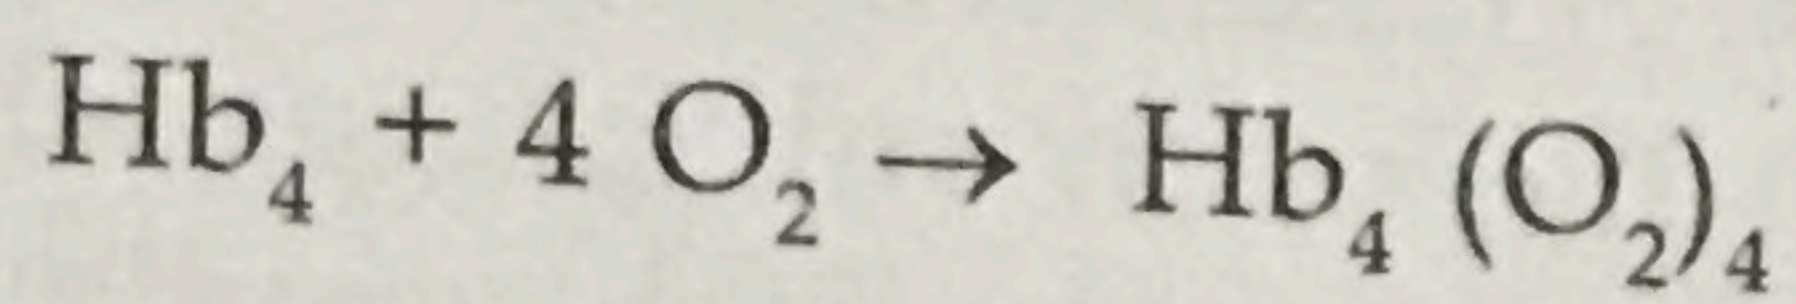 Hb₄ + 4 O₂ → Hb₄ (O₂)₄